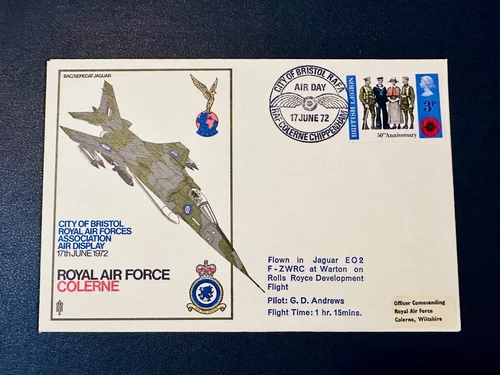 BAC/SEPECAT JAGUAR
CITY OF BRISTOL R.A.F.A.
AIR DAY
17 JUNE 72
RAF COLERNE CHIPPENHAM
BRITISH LEGION
3P
50th Anniversary
CITY OF BRISTOL
ROYAL AIR FORCES
ASSOCIATION
AIR DISPLAY
17th JUNE 1972
ROYAL AIR FORCE
COLERNE
Flown in Jaguar EO2
F-ZWRC at Warton on
Rolls Royce Development
Flight
Pilot: G. D. Andrews
Flight Time: 1 hr. 15mins.
Officer Commanding
Royal Air Force
Colerne, Wiltshire